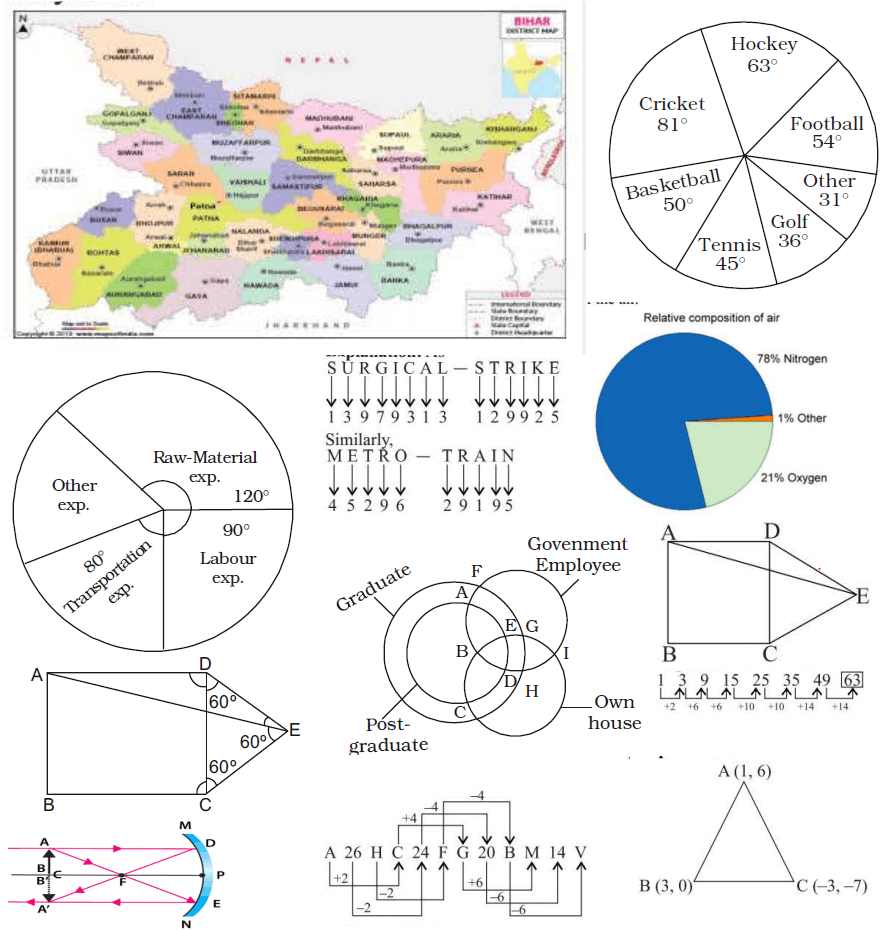 N
BIHAR
DISTRICT MAP
NEPAL
WEST
CHAMPARAN
GOPALGANJ
EAST
CHAMPARAN
SITAMARHI
SHEOHAR
MADHUBANI
SIWAN
MUZAFFARPUR
DARBHANGA
SUPAUL
ARARIA
KISHANGANJ
UTTAR
PRADESH
SARAN
VAISHALI
SAMASTIPUR
MADHEPURA
SAHARSA
PURNEA
KATIHAR
Patna
PATNA
KHAGARIA
BEGUSARAI
BUXAR
BHOJPUR
NALANDA
MUNGER
BHAGALPUR
WEST
BENGAL
KAIMUR
(BHABUA)
ROHTAS
ARWAL
JEHANABAD
SHEIKHPURA
LAKHISARAI
AURANGABAD
GAYA
NAWADA
JAMUI
BANKA
JHARKHAND
LEGEND
International Boundary
State Boundary
District Boundary
State Capital
District Headquarter
Map not to Scale
Hockey
63°
Cricket
81°
Football
54°
Basketball
50°
Other
31°
Golf
36°
Tennis
45°
Relative composition of air
78% Nitrogen
1% Other
21% Oxygen
Raw-Material
exp.
120°
Other
exp.
90°
Labour
exp.
80°
Transportation
exp.
S U R G I C A L — S T R I K E
1 3 9 7 9 3 1 3 1 2 9 9 2 5
Similarly,
M E T R O — T R A I N
4 5 2 9 6 2 9 1 9 5
Govenment
Employee
Graduate
F
A
E G
B
I
D
H
C
Post-
graduate
Own
house
A D
E
B C
1 3 9 15 25 35 49 63
+2 +6 +6 +10 +10 +14 +14
A D
60°
60° E
60°
B C
M
A D
B C
B' F P
A' E
N
–4
–4
+4
A 26 H C 24 F G 20 B M 14 V
+2 –2 –2 +6 –6 –6
A (1, 6)
B (3, 0) C (–3, –7)